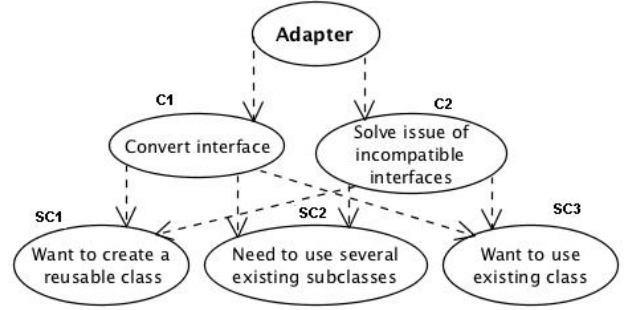 Adapter
C1
C2
Convert interface
Solve issue of
incompatible
interfaces
SC1
SC2
SC3
Want to create a
reusable class
Need to use several
existing subclasses
Want to use
existing class